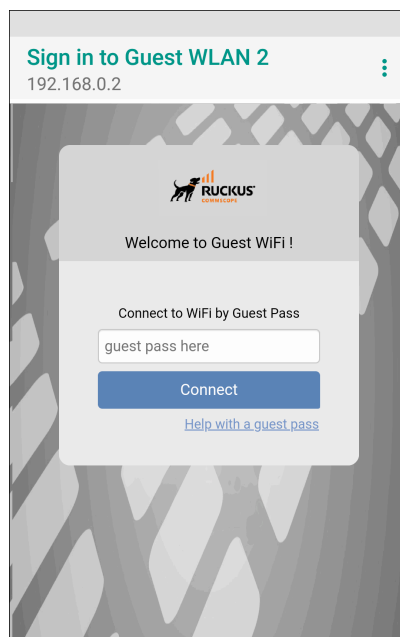 Sign in to Guest WLAN 2
192.168.0.2
RUCKUS
COMMSCOPE
Welcome to Guest WiFi !
Connect to WiFi by Guest Pass
guest pass here
Connect
Help with a guest pass